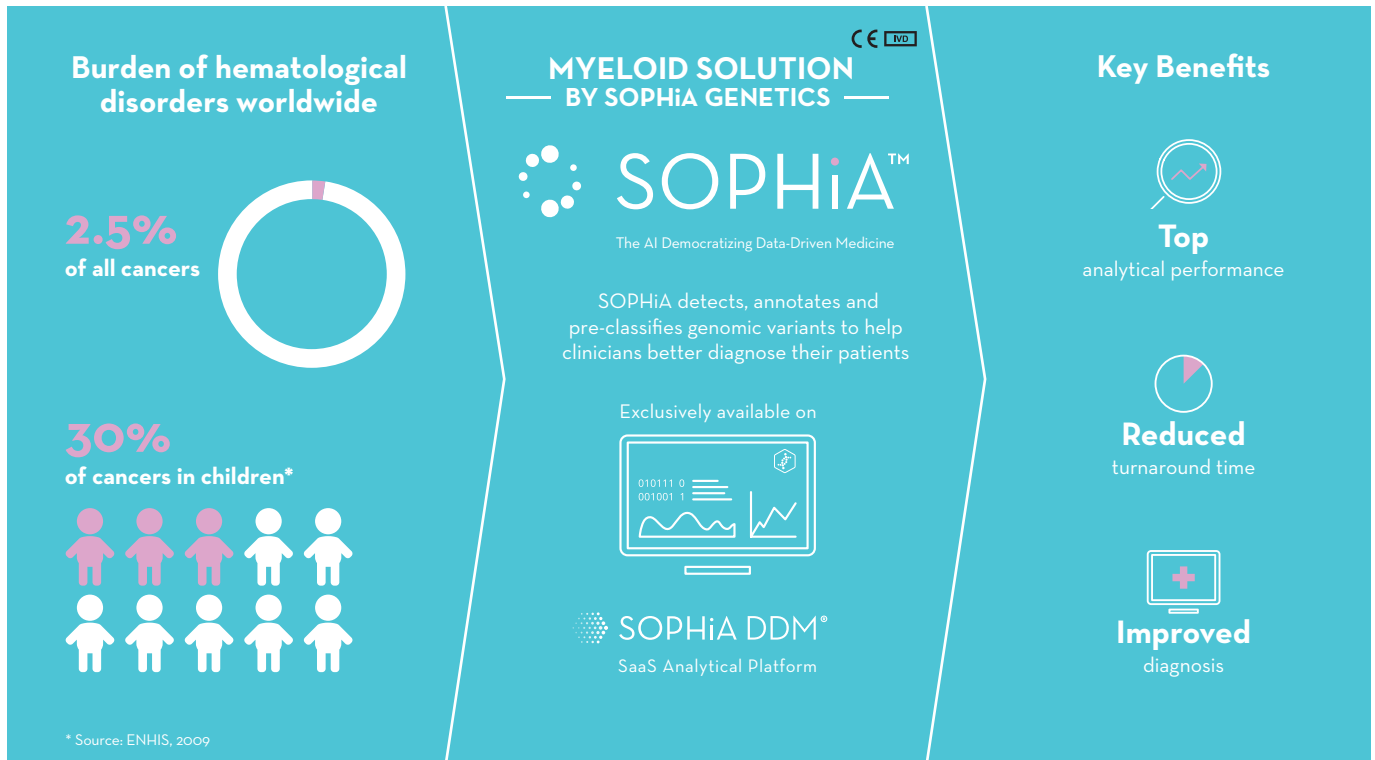 Burden of hematological
disorders worldwide
2.5%
of all cancers
30%
of cancers in children*
* Source: ENHIS, 2009
CE IVD
MYELOID SOLUTION
BY SOPHiA GENETICS
SOPHiA™
The AI Democratizing Data-Driven Medicine
SOPHiA detects, annotates and
pre-classifies genomic variants to help
clinicians better diagnose their patients
Exclusively available on
010111 0
001001 1
SOPHiA DDM®
SaaS Analytical Platform
Key Benefits
Top
analytical performance
Reduced
turnaround time
Improved
diagnosis